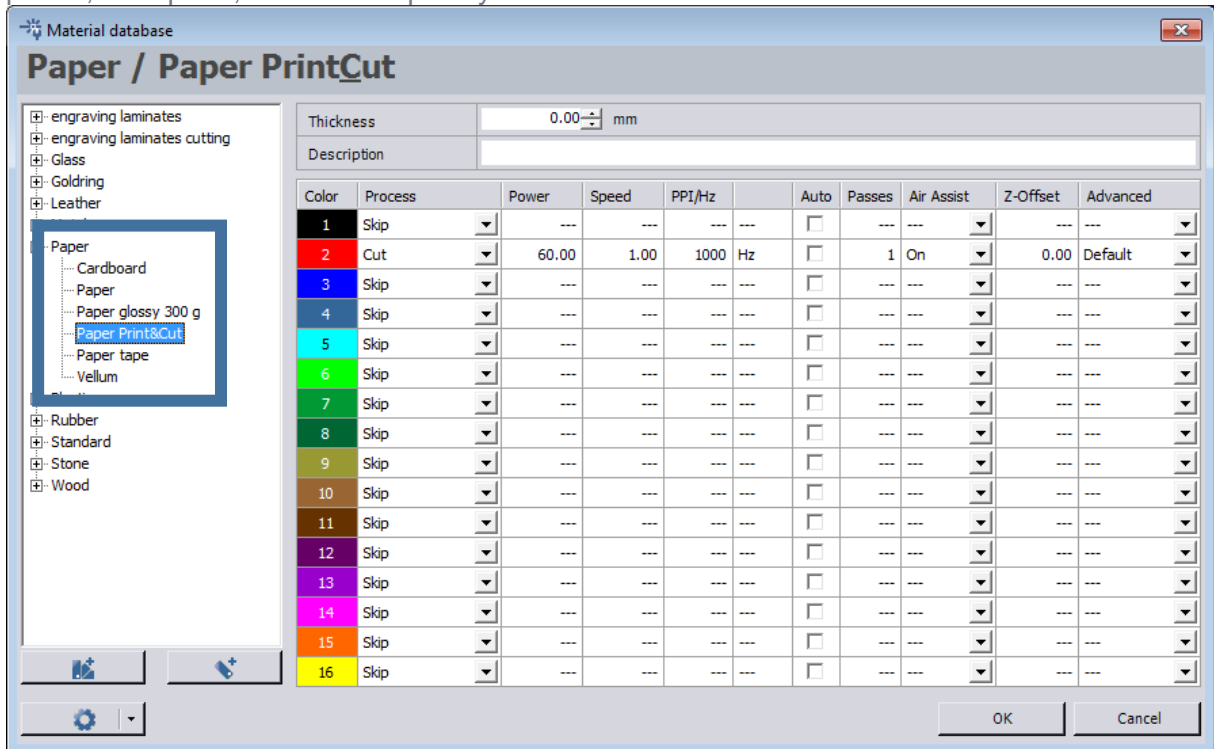 Material database
Paper / Paper PrintCut
engraving laminates
engraving laminates cutting
Glass
Goldring
Leather
Paper
Cardboard
Paper
Paper glossy 300 g
Paper Print&Cut
Paper tape
Vellum
Rubber
Standard
Stone
Wood
Thickness 0.00 mm
Description
Color Process Power Speed PPI/Hz Auto Passes Air Assist Z-Offset Advanced
1 Skip --- --- --- --- --- --- --- ---
2 Cut 60.00 1.00 1000 Hz 1 On 0.00 Default
3 Skip --- --- --- --- --- --- --- ---
4 Skip --- --- --- --- --- --- --- ---
5 Skip --- --- --- --- --- --- --- ---
6 Skip --- --- --- --- --- --- --- ---
7 Skip --- --- --- --- --- --- --- ---
8 Skip --- --- --- --- --- --- --- ---
9 Skip --- --- --- --- --- --- --- ---
10 Skip --- --- --- --- --- --- --- ---
11 Skip --- --- --- --- --- --- --- ---
12 Skip --- --- --- --- --- --- --- ---
13 Skip --- --- --- --- --- --- --- ---
14 Skip --- --- --- --- --- --- --- ---
15 Skip --- --- --- --- --- --- --- ---
16 Skip --- --- --- --- --- --- --- ---
OK Cancel